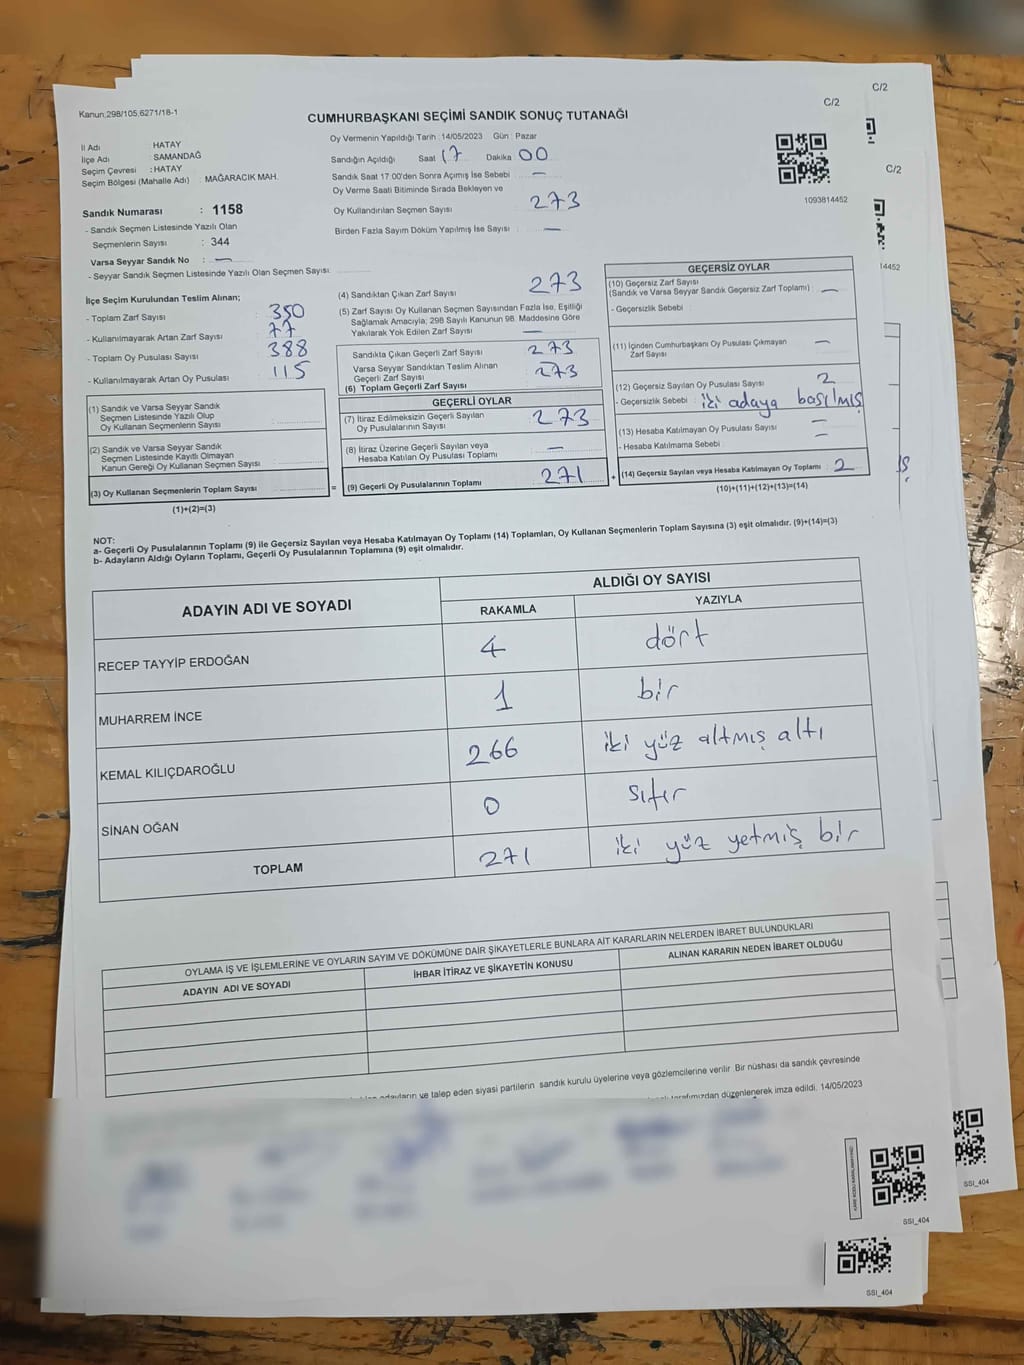 Kanun,298/105,6271/18-1
C/2
C/2
C/2
CUMHURBAŞKANI SEÇİMİ SANDIK SONUÇ TUTANAĞI
İl Adı HATAY
İlçe Adı : SAMANDAĞ
Seçim Çevresi : HATAY
Seçim Bölgesi (Mahalle Adı) : MAĞARACIK MAH.
Sandık Numarası : 1158
- Sandık Seçmen Listesinde Yazılı Olan
Seçmenlerin Sayısı : 344
Varsa Seyyar Sandık No : —
- Seyyar Sandık Seçmen Listesinde Yazılı Olan Seçmen Sayısı:
Oy Vermenin Yapıldığı Tarih : 14/05/2023 Gün : Pazar
Sandığın Açıldığı Saat 17 Dakika 00
Sandık Saat 17:00'den Sonra Açımış İse Sebebi : —
Oy Verme Saati Bitiminde Sırada Bekleyen ve
Oy Kullandırılan Seçmen Sayısı 273
Birden Fazla Sayım Döküm Yapılmış İse Sayısı : —
1093814452
14452
İlçe Seçim Kurulundan Teslim Alınan;
- Toplam Zarf Sayısı : 350
- Kullanılmayarak Artan Zarf Sayısı : 77
- Toplam Oy Pusulası Sayısı : 388
- Kullanılmayarak Artan Oy Pusulası : 115
(1) Sandık ve Varsa Seyyar Sandık
Seçmen Listesinde Yazılı Olup
Oy Kullanan Seçmenlerin Sayısı :
(2) Sandık ve Varsa Seyyar Sandık
Seçmen Listesinde Kayıtlı Olmayan
Kanun Gereği Oy Kullanan Seçmen Sayısı :
(3) Oy Kullanan Seçmenlerin Toplam Sayısı
(1)+(2)=(3)
(4) Sandıktan Çıkan Zarf Sayısı : 273
(5) Zarf Sayısı Oy Kullanan Seçmen Sayısından Fazla İse, Eşitliği
Sağlamak Amacıyla, 298 Sayılı Kanunun 98. Maddesine Göre
Yakılarak Yok Edilen Zarf Sayısı : —
Sandıkta Çıkan Geçerli Zarf Sayısı : 273
Varsa Seyyar Sandıktan Teslim Alınan
Geçerli Zarf Sayısı : —
(6) Toplam Geçerli Zarf Sayısı : 273
GEÇERLİ OYLAR
(7) İtiraz Edilmeksizin Geçerli Sayılan
Oy Pusulalarının Sayısı : 273
(8) İtiraz Üzerine Geçerli Sayılan veya
Hesaba Katılan Oy Pusulası Toplamı : —
= (9) Geçerli Oy Pusulalarının Toplamı : 271
GEÇERSİZ OYLAR
(10) Geçersiz Zarf Sayısı
(Sandık ve Varsa Seyyar Sandık Geçersiz Zarf Toplamı) : —
- Geçersizlik Sebebi :
(11) İçinden Cumhurbaşkanı Oy Pusulası Çıkmayan
Zarf Sayısı : —
(12) Geçersiz Sayılan Oy Pusulası Sayısı : 2
- Geçersizlik Sebebi : iki adaya basılmış
(13) Hesaba Katılmayan Oy Pusulası Sayısı : —
- Hesaba Katılmama Sebebi : —
+ (14) Geçersiz Sayılan veya Hesaba Katılmayan Oy Toplamı : 2
(10)+(11)+(12)+(13)=(14)
NOT:
a- Geçerli Oy Pusulalarının Toplamı (9) ile Geçersiz Sayılan veya Hesaba Katılmayan Oy Toplamı (14) Toplamları, Oy Kullanan Seçmenlerin Toplam Sayısına (3) eşit olmalıdır. (9)+(14)=(3)
b- Adayların Aldığı Oyların Toplamı, Geçerli Oy Pusulalarının Toplamına (9) eşit olmalıdır.
ADAYIN ADI VE SOYADI
ALDIĞI OY SAYISI
RAKAMLA YAZIYLA
RECEP TAYYİP ERDOĞAN 4 dört
MUHARREM İNCE 1 bir
KEMAL KILIÇDAROĞLU 266 iki yüz altmış altı
SİNAN OĞAN 0 sıfır
TOPLAM 271 iki yüz yetmiş bir
OYLAMA İŞ VE İŞLEMLERİNE VE OYLARIN SAYIM VE DÖKÜMÜNE DAİR ŞİKAYETLERLE BUNLARA AİT KARARLARIN NELERDEN İBARET BULUNDUKLARI
ADAYIN ADI VE SOYADI İHBAR İTİRAZ VE ŞİKAYETİN KONUSU ALINAN KARARIN NEDEN İBARET OLDUĞU
ve talep eden siyasi partilerin sandık kurulu üyelerine veya gözlemcilerine verilir. Bir nüshası da sandık çevresinde
tarafımızdan düzenlenerek imza edildi. 14/05/2023
SSI_404
SSI_404
SSI_404